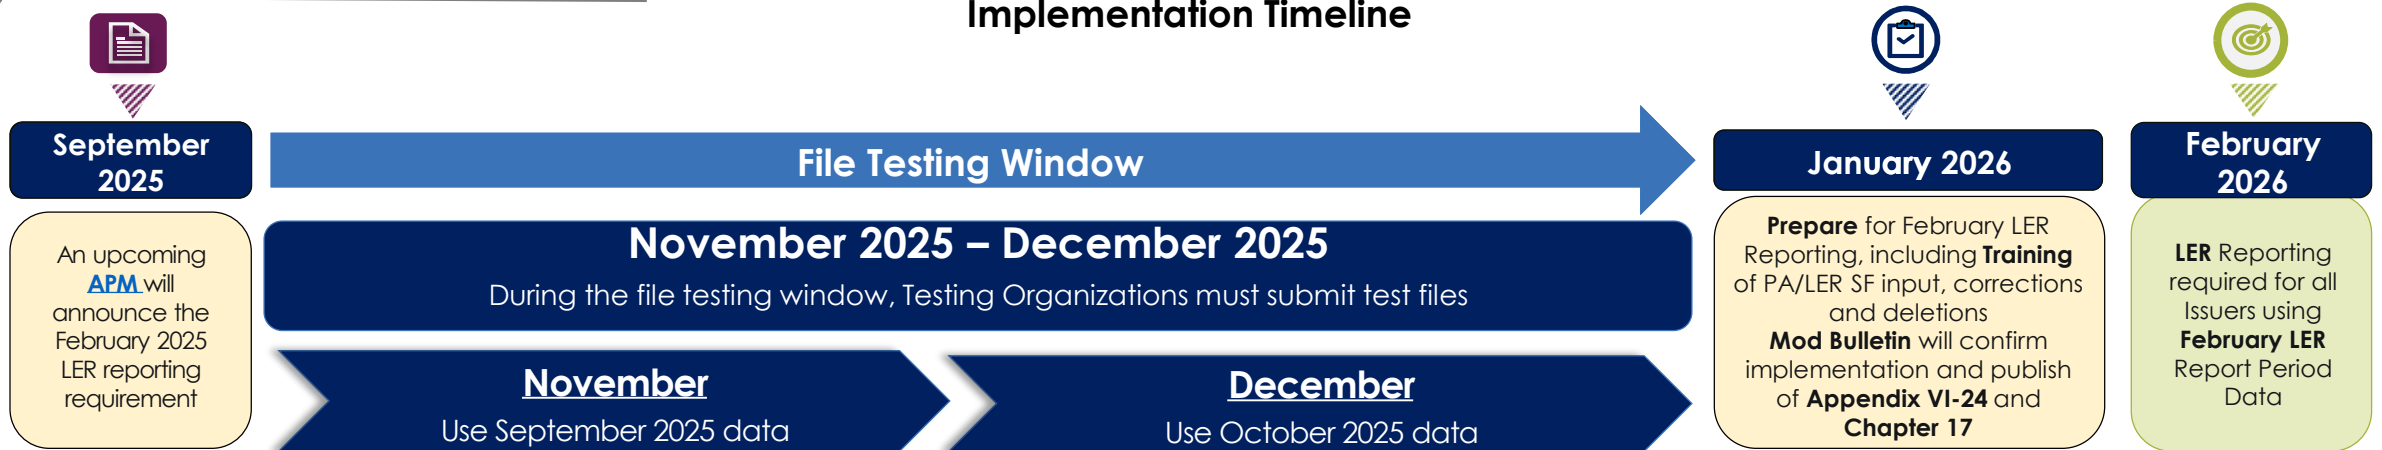 Implementation Timeline
September
2025
An upcoming
APM will
announce the
February 2025
LER reporting
requirement
File Testing Window
November 2025 – December 2025
During the file testing window, Testing Organizations must submit test files
November
Use September 2025 data
December
Use October 2025 data
January 2026
Prepare for February LER
Reporting, including Training
of PA/LER SF input, corrections
and deletions
Mod Bulletin will confirm
implementation and publish
of Appendix VI-24 and
Chapter 17
February
2026
LER Reporting
required for all
Issuers using
February LER
Report Period
Data